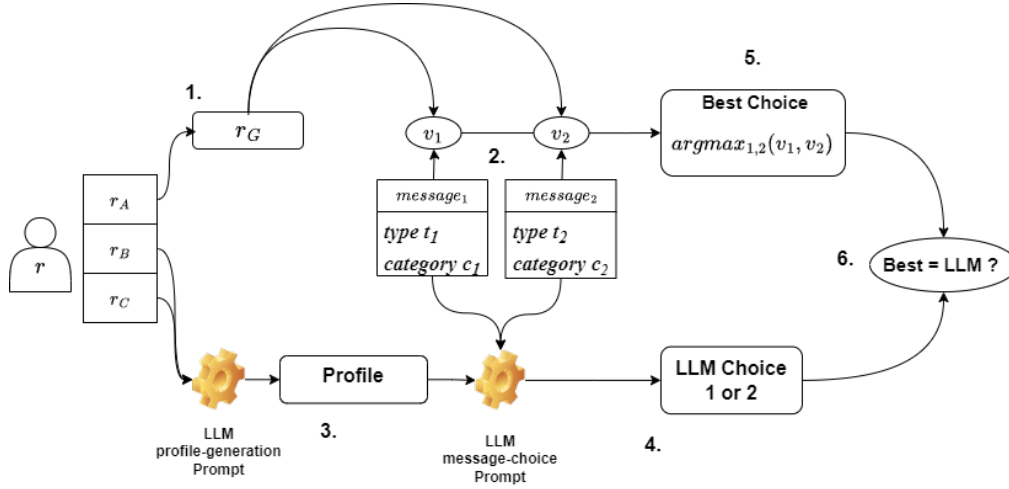 1.
r_G
v_1
v_2
2.
5.
Best Choice
argmax_{1,2}(v_1, v_2)
r
r_A
r_B
r_C
message_1
type t_1
category c_1
message_2
type t_2
category c_2
6.
Best = LLM ?
LLM
profile-generation
Prompt
Profile
3.
LLM
message-choice
Prompt
LLM Choice
1 or 2
4.